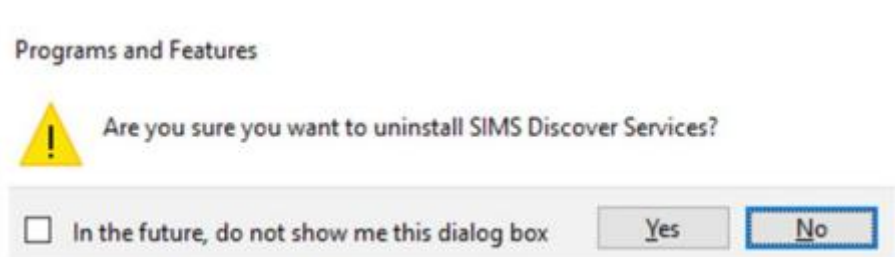 Programs and Features
Are you sure you want to uninstall SIMS Discover Services?
In the future, do not show me this dialog box
Yes
No